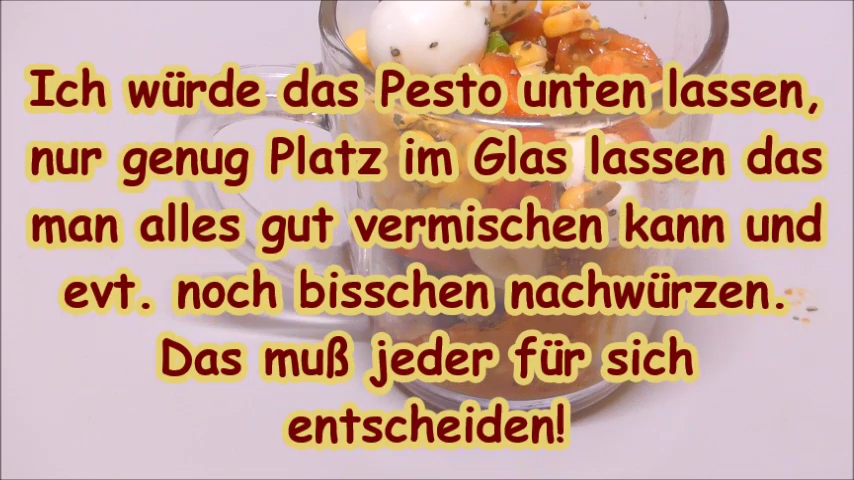 Ich würde das Pesto unten lassen,
nur genug Platz im Glas lassen das
man alles gut vermischen kann und
evt. noch bisschen nachwürzen.
Das muß jeder für sich
entscheiden!